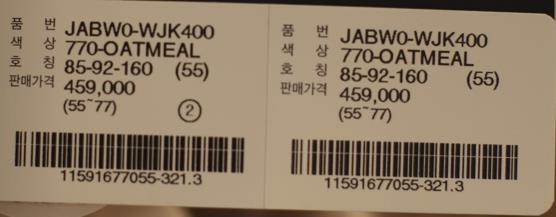 품 번 JABW0-WJK400
색 상 770-OATMEAL
호 칭 85-92-160 (55)
판매가격 459,000
(55~77) ②
11591677055-321.3
품 번 JABW0-WJK400
색 상 770-OATMEAL
호 칭 85-92-160 (55)
판매가격 459,000
(55~77)
11591677055-321.3